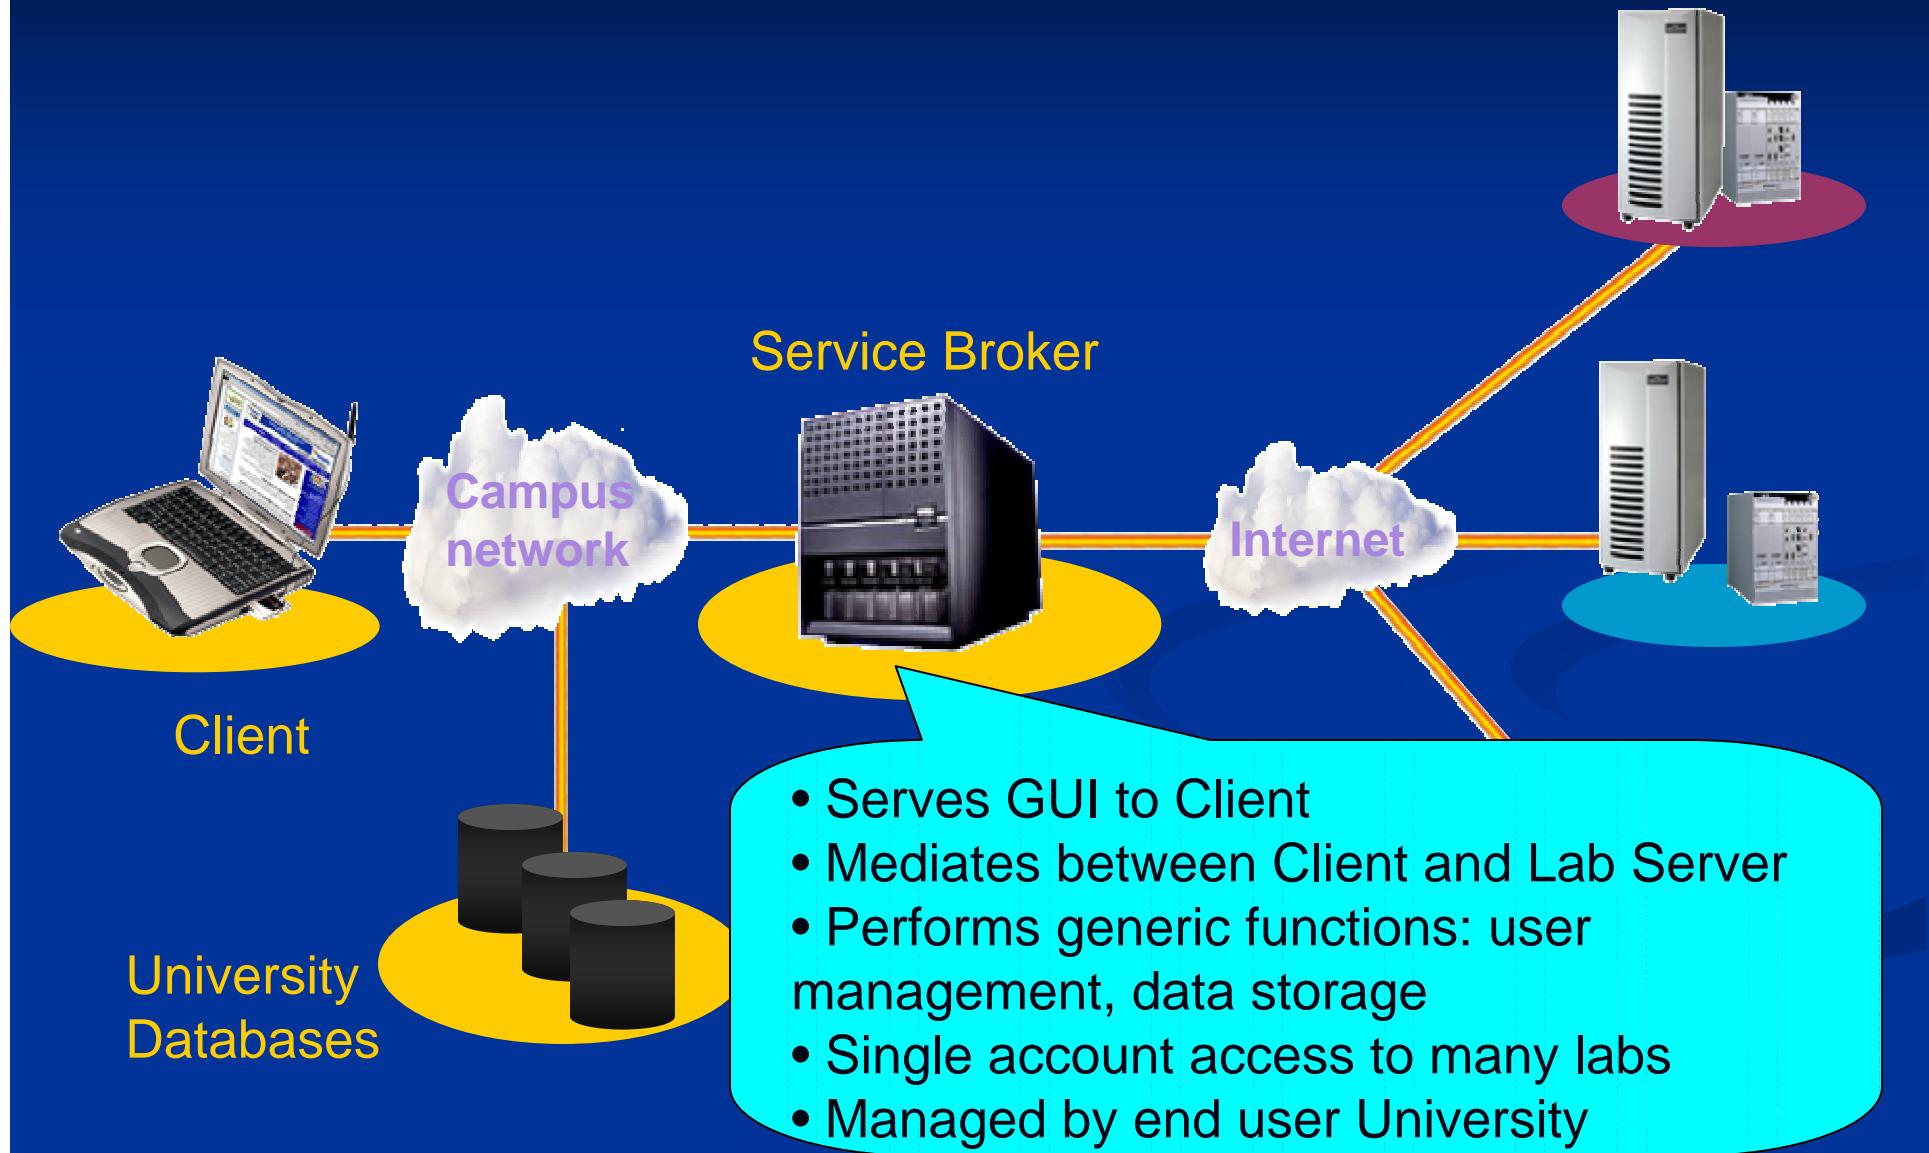 Service Broker
Campus
network
Internet
Client
University
Databases
• Serves GUI to Client
• Mediates between Client and Lab Server
• Performs generic functions: user
management, data storage
• Single account access to many labs
• Managed by end user University